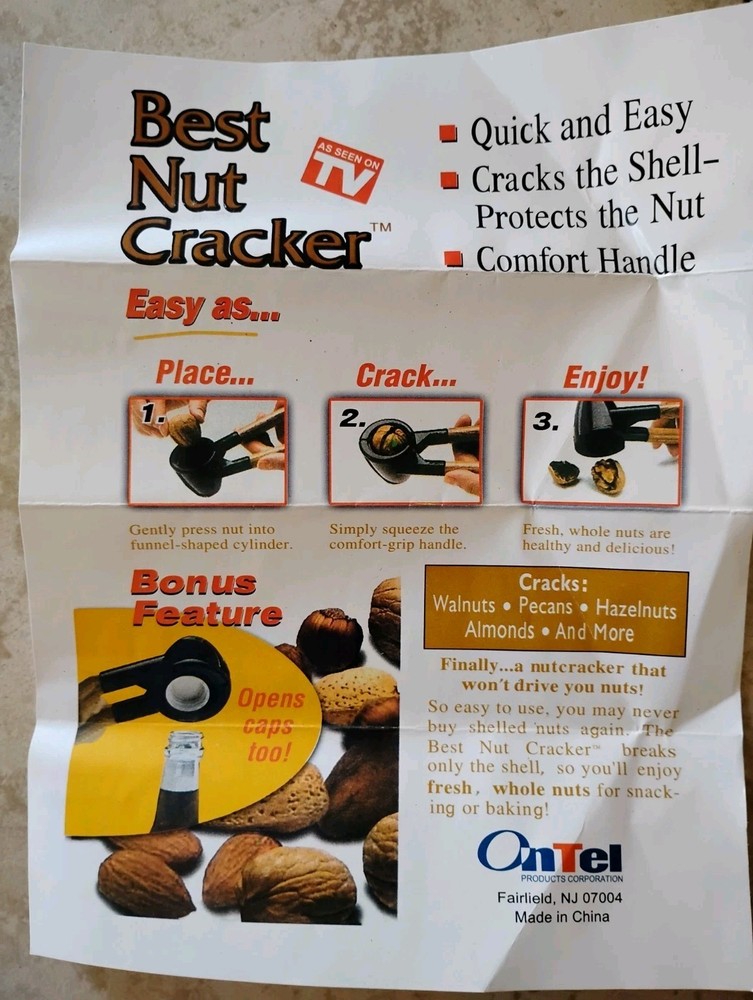 Best
Nut
Cracker™
AS SEEN ON
TV
Quick and Easy
Cracks the Shell–
Protects the Nut
Comfort Handle
Easy as...
Place...
1.
Gently press nut into
funnel-shaped cylinder.
Crack...
2.
Simply squeeze the
comfort-grip handle.
Enjoy!
3.
Fresh, whole nuts are
healthy and delicious!
Bonus
Feature
Opens
caps
too!
Cracks:
Walnuts • Pecans • Hazelnuts
Almonds • And More
Finally...a nutcracker that
won't drive you nuts!
So easy to use, you may never
buy shelled nuts again. The
Best Nut Cracker™ breaks
only the shell, so you'll enjoy
fresh, whole nuts for snack-
ing or baking!
OnTel
PRODUCTS CORPORATION
Fairfield, NJ 07004
Made in China